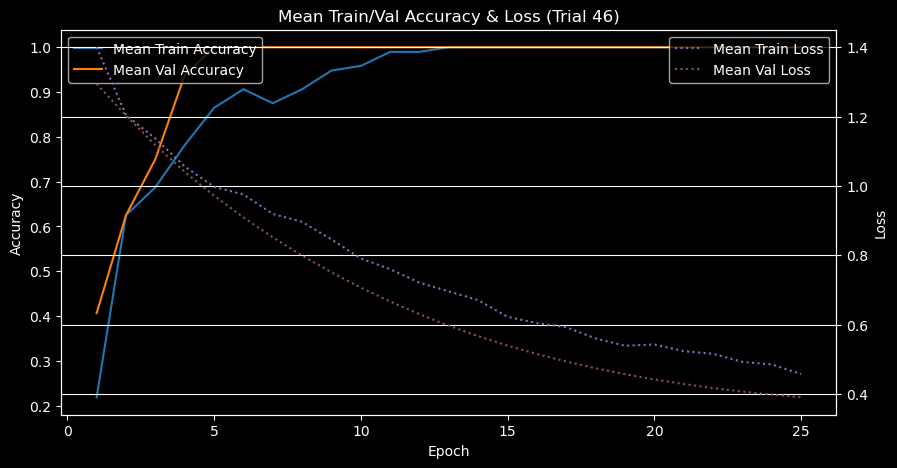 Mean Train/Val Accuracy & Loss (Trial 46)
Mean Train Accuracy
Mean Val Accuracy
Mean Train Loss
Mean Val Loss
1.0
0.9
0.8
0.7
0.6
0.5
0.4
0.3
0.2
Accuracy
1.4
1.2
1.0
0.8
0.6
0.4
Loss
0 5 10 15 20 25
Epoch